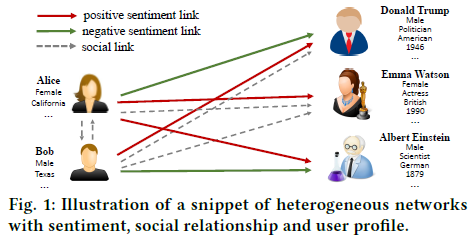 positive sentiment link
negative sentiment link
social link
Alice
Female
California
...
Bob
Male
Texas
...
Donald Trump
Male
Politician
American
1946
...
Emma Watson
Female
Actress
British
1990
...
Albert Einstein
Male
Scientist
German
1879
...
Fig. 1: Illustration of a snippet of heterogeneous networks
with sentiment, social relationship and user profile.